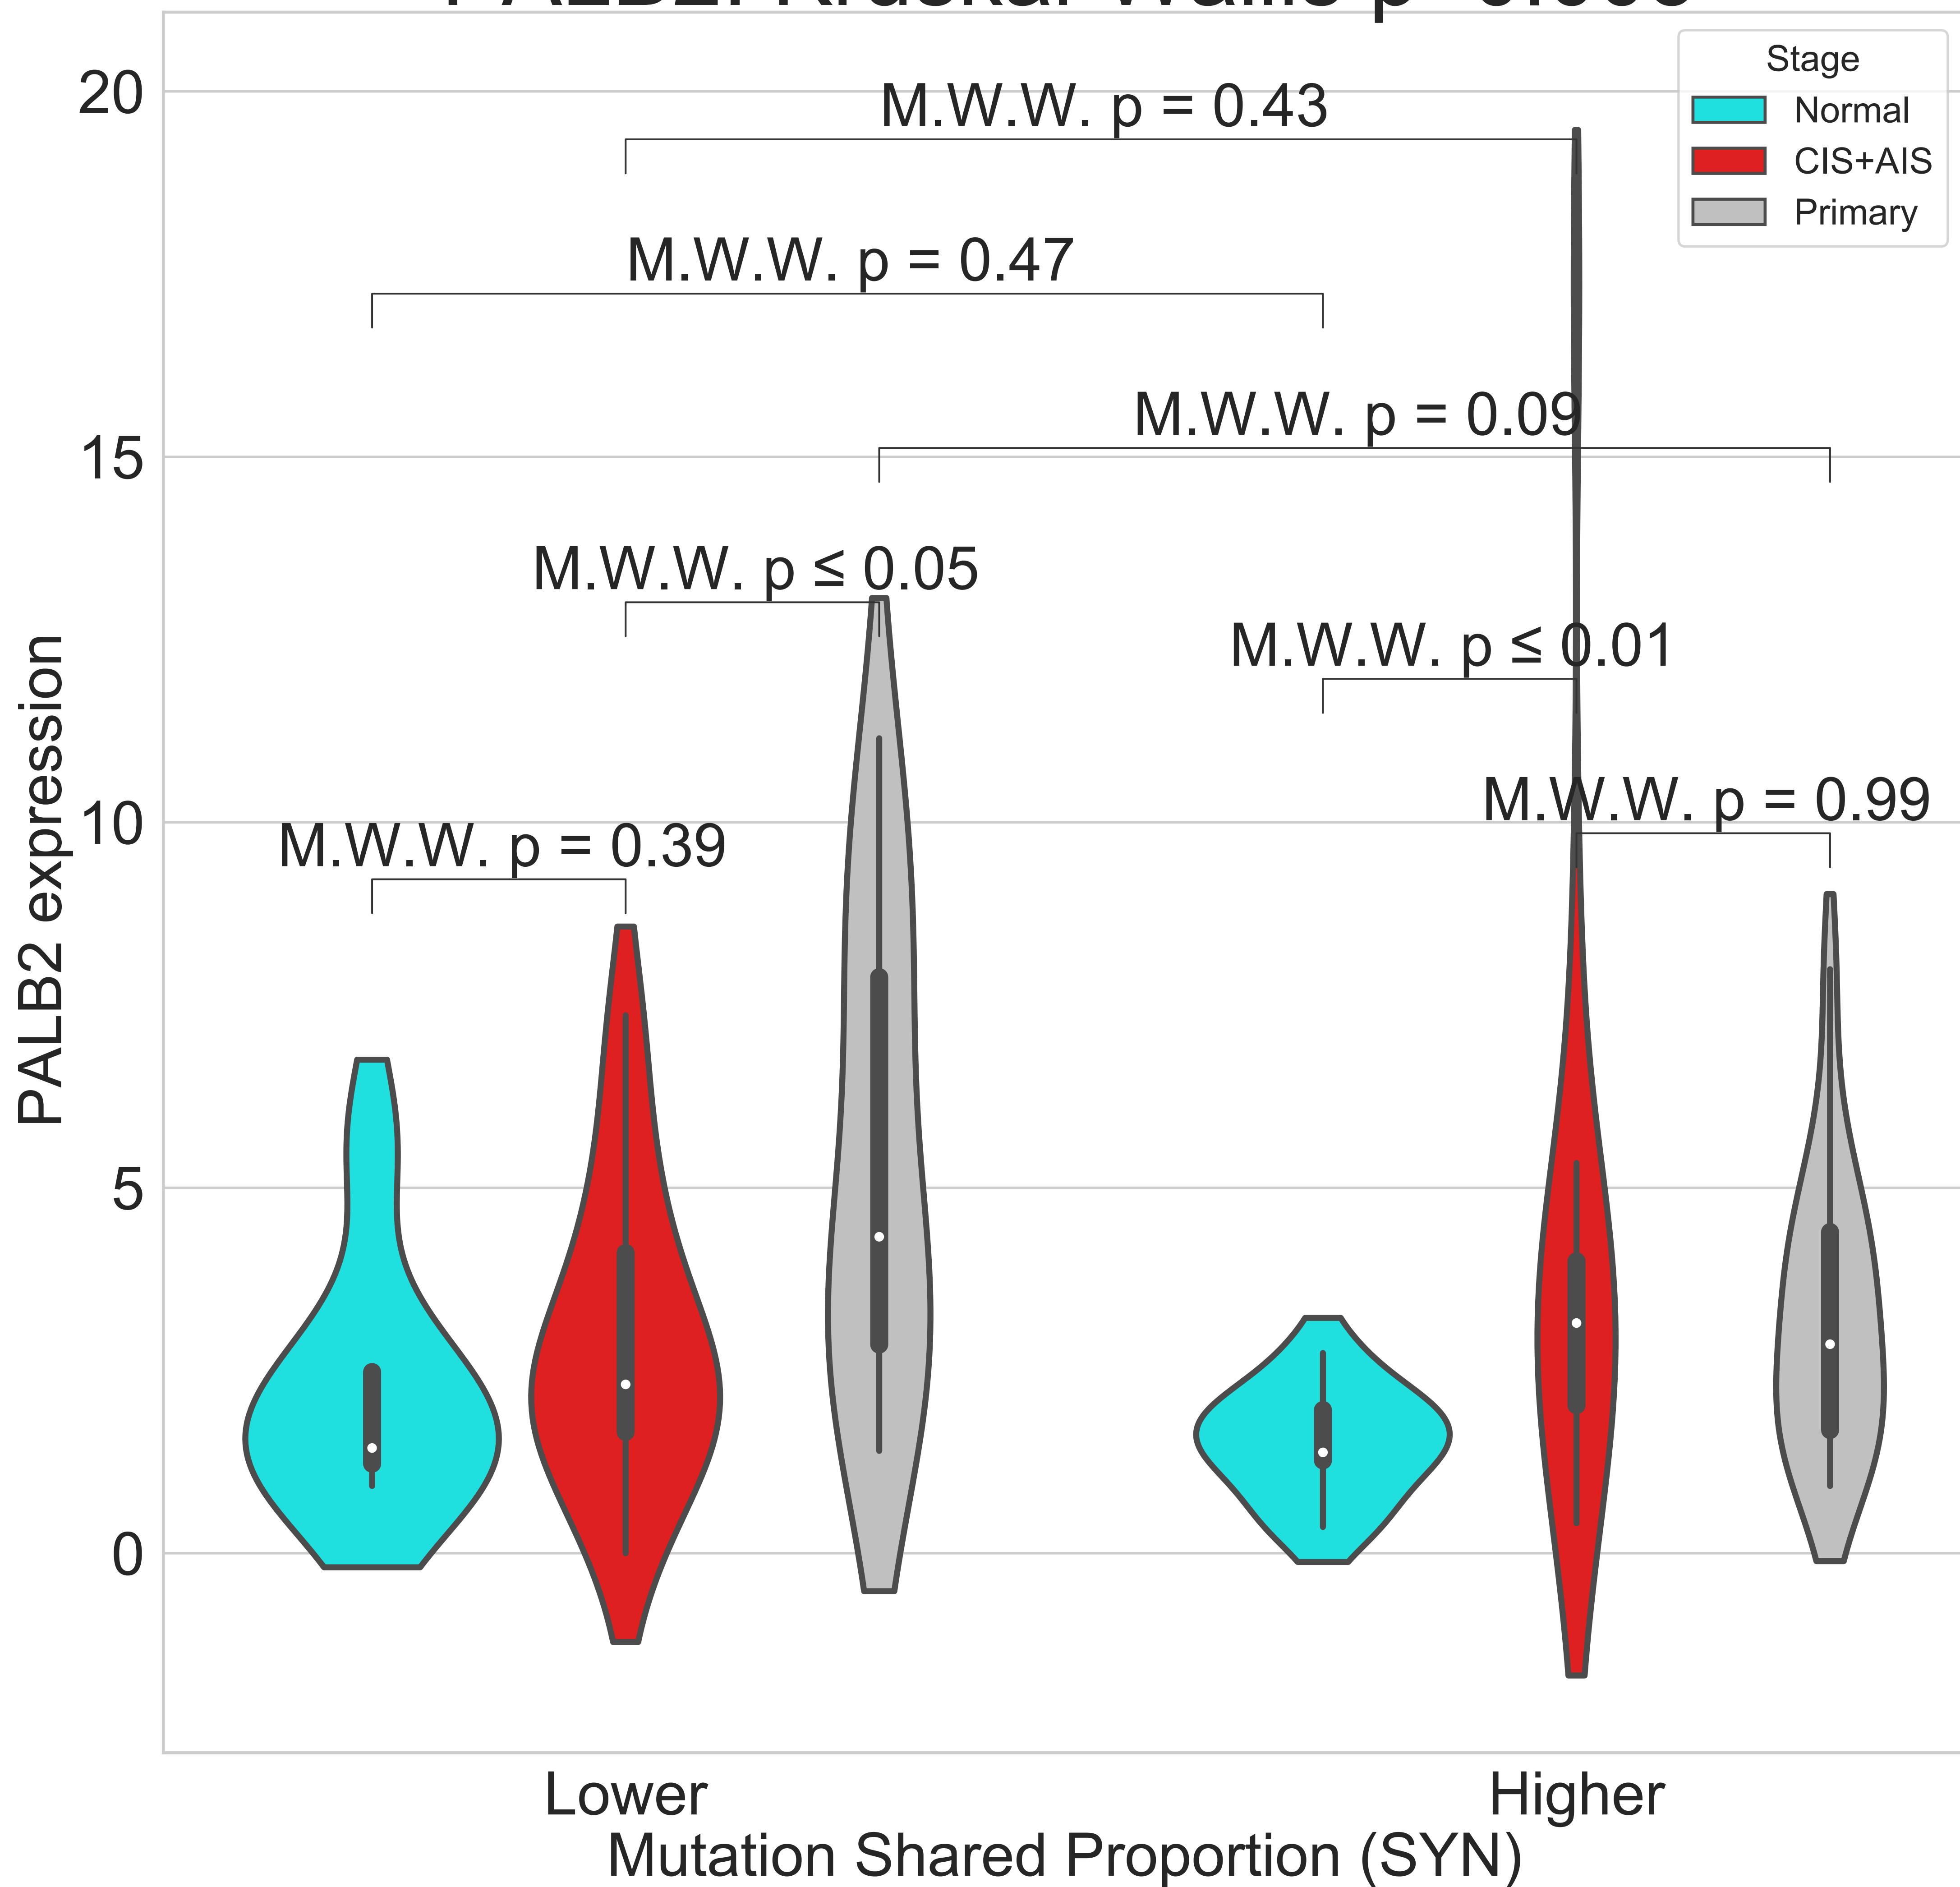 Stage
Normal
CIS+AIS
Primary
20
15
10
5
0
PALB2 expression
M.W.W. p = 0.43
M.W.W. p = 0.47
M.W.W. p = 0.09
M.W.W. p ≤ 0.05
M.W.W. p ≤ 0.01
M.W.W. p = 0.99
M.W.W. p = 0.39
Lower
Higher
Mutation Shared Proportion (SYN)